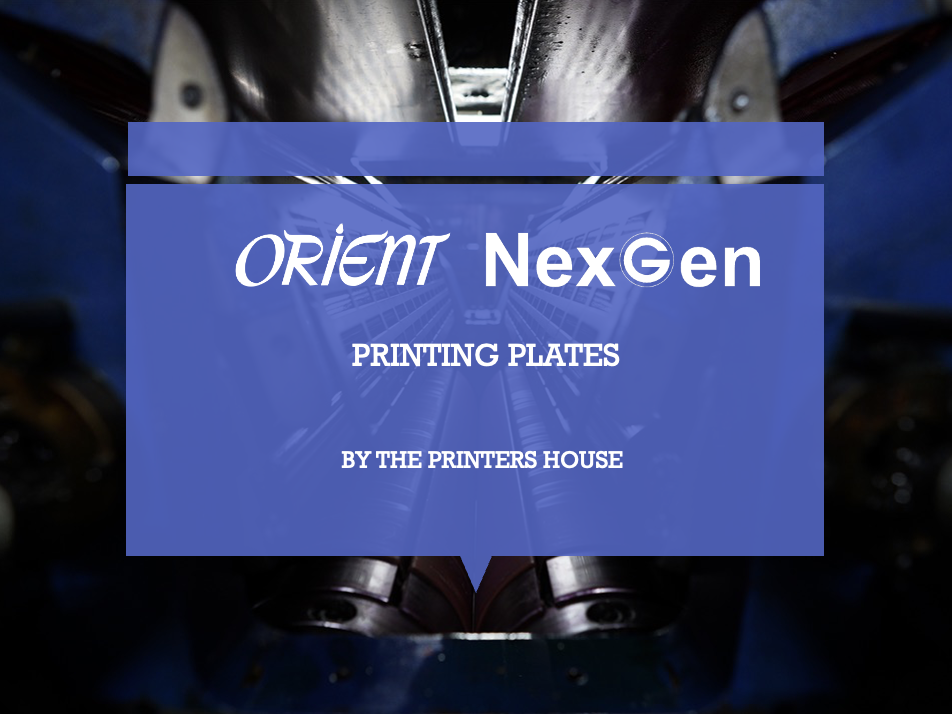 ORIENT NexGen
PRINTING PLATES
BY THE PRINTERS HOUSE